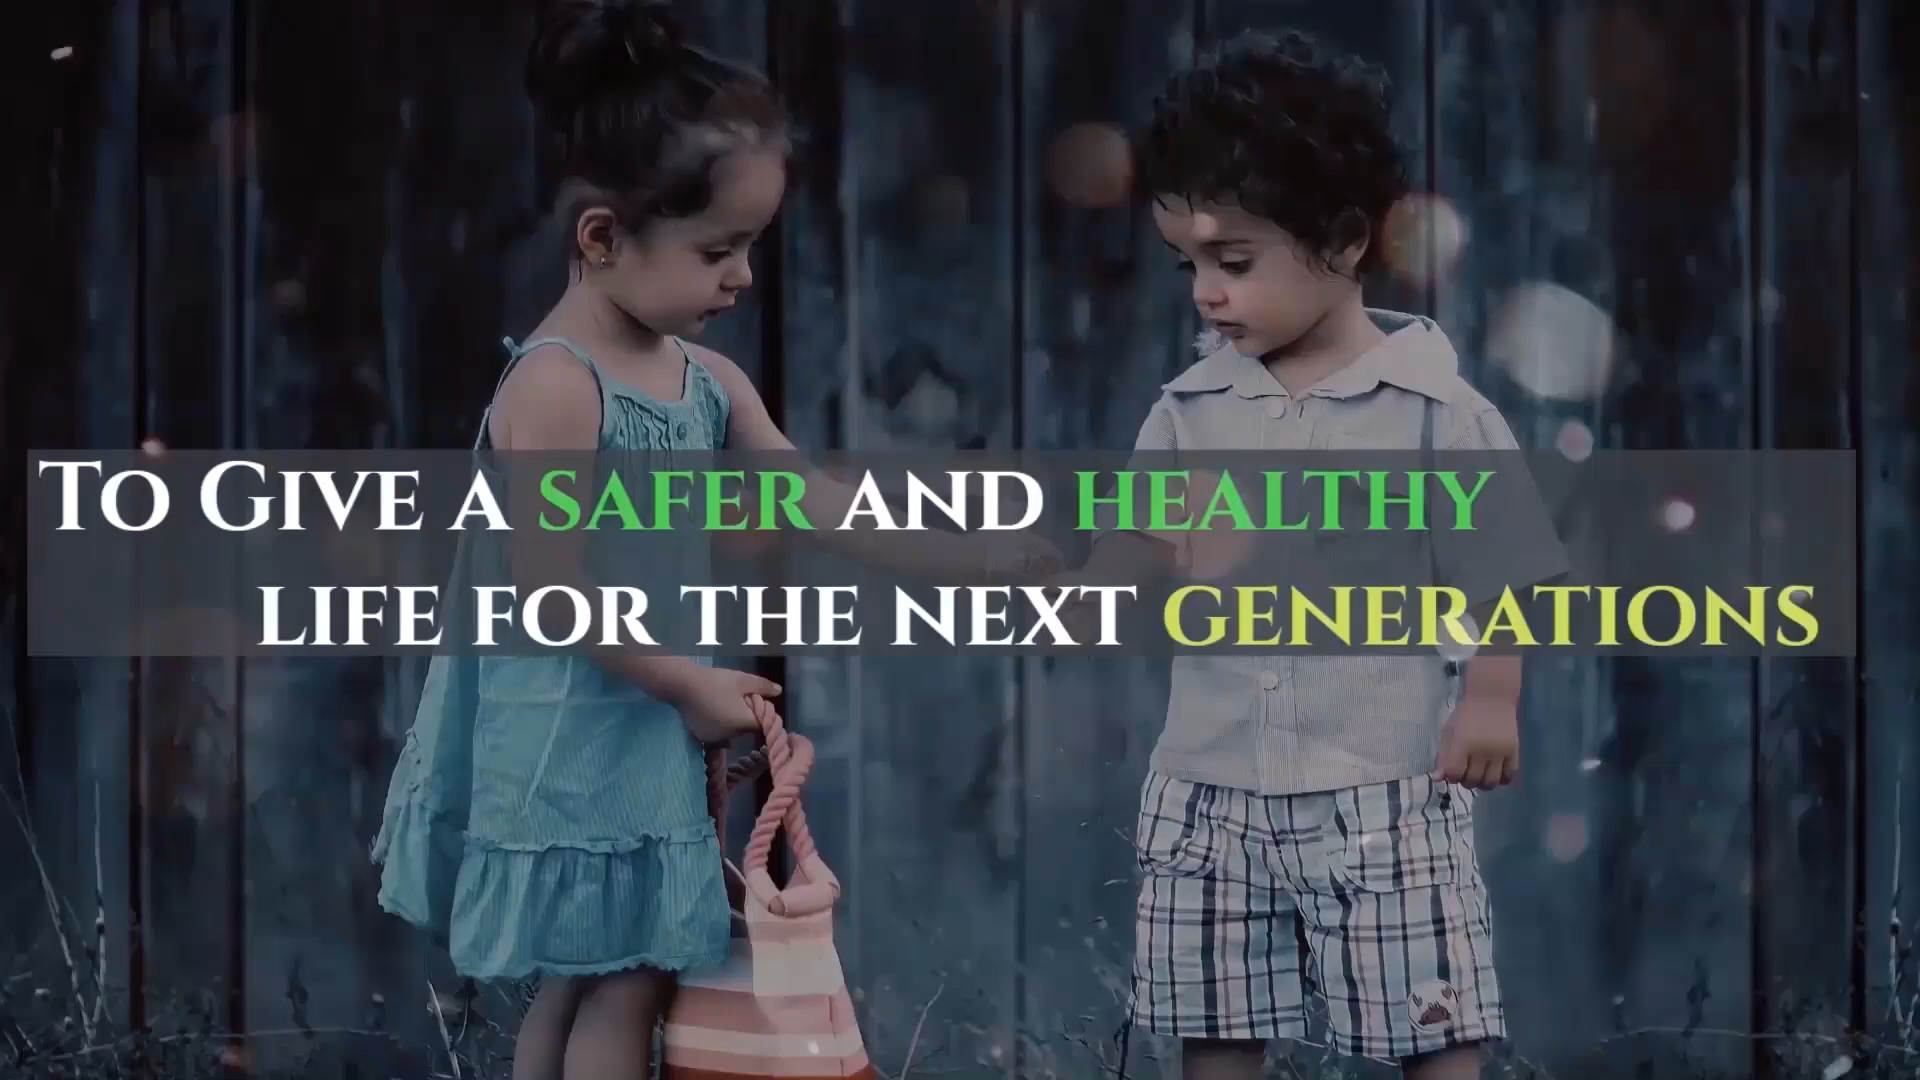 To Give a safer and healthy
life for the next generations